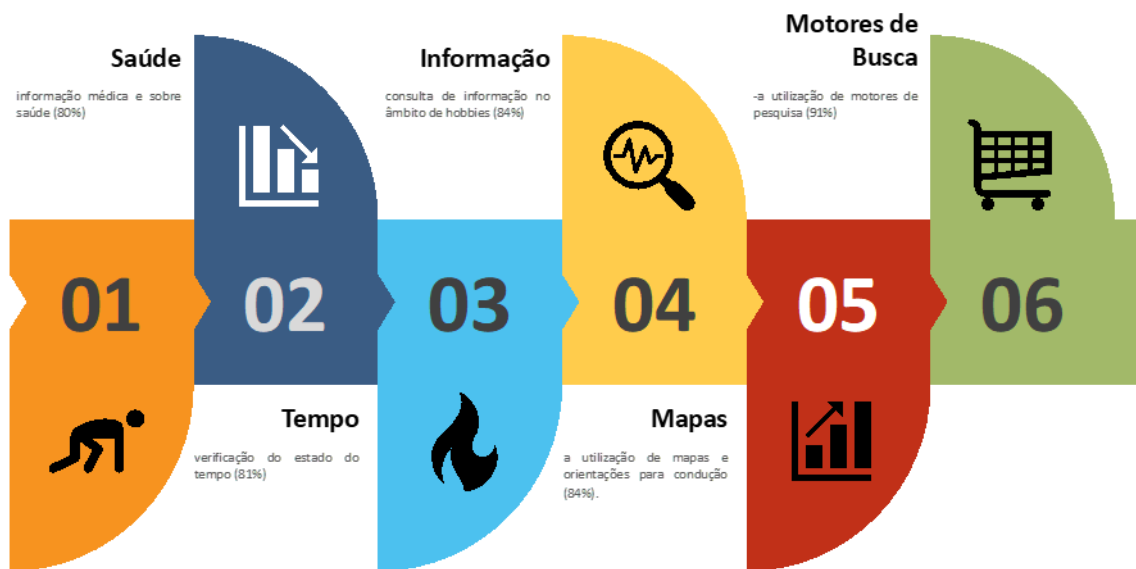 Saúde
informação médica e sobre
saúde (80%)
01
02
Tempo
verificação do estado do
tempo (81%)
Informação
consulta de informação no
âmbito de hobbies (84%)
03
04
Mapas
a utilização de mapas e
orientações para condução
(84%).
Motores de
Busca
-a utilização de motores de
pesquisa (91%)
05
06